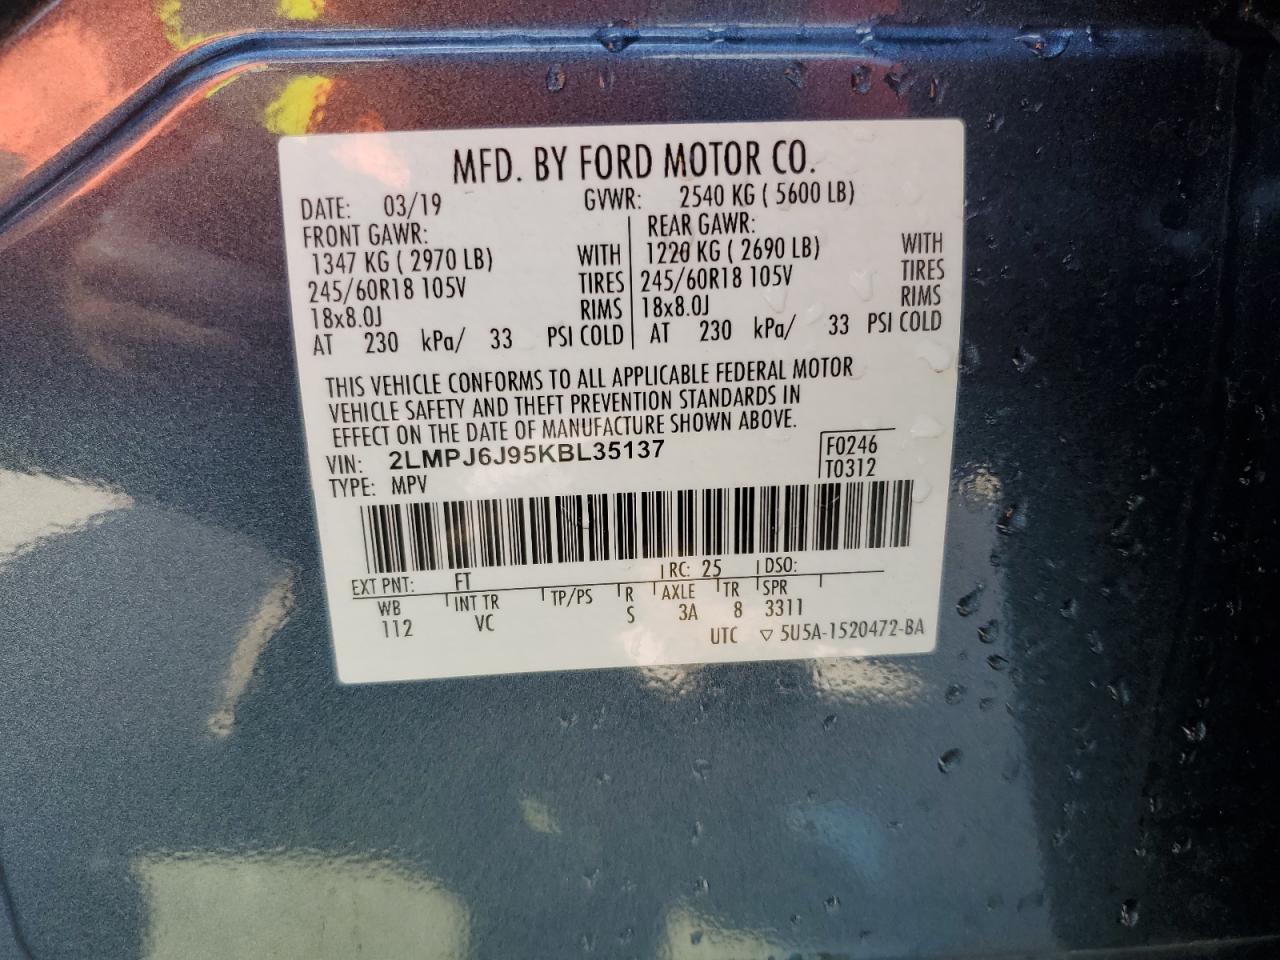 MFD. BY FORD MOTOR CO.
DATE: 03/19 GVWR: 2540 KG ( 5600 LB)
FRONT GAWR: REAR GAWR:
1347 KG ( 2970 LB) WITH 1220 KG ( 2690 LB) WITH
245/60R18 105V TIRES 245/60R18 105V TIRES
18x8.0J RIMS 18x8.0J RIMS
AT 230 kPa/ 33 PSI COLD AT 230 kPa/ 33 PSI COLD
THIS VEHICLE CONFORMS TO ALL APPLICABLE FEDERAL MOTOR
VEHICLE SAFETY AND THEFT PREVENTION STANDARDS IN
EFFECT ON THE DATE OF MANUFACTURE SHOWN ABOVE.
VIN: 2LMPJ6J95KBL35137 F0246
TYPE: MPV T0312
EXT PNT: FT RC: 25 DSO:
WB INT TR TP/PS R AXLE TR SPR
112 VC S 3A 8 3311
UTC ▽ 5U5A-1520472-BA